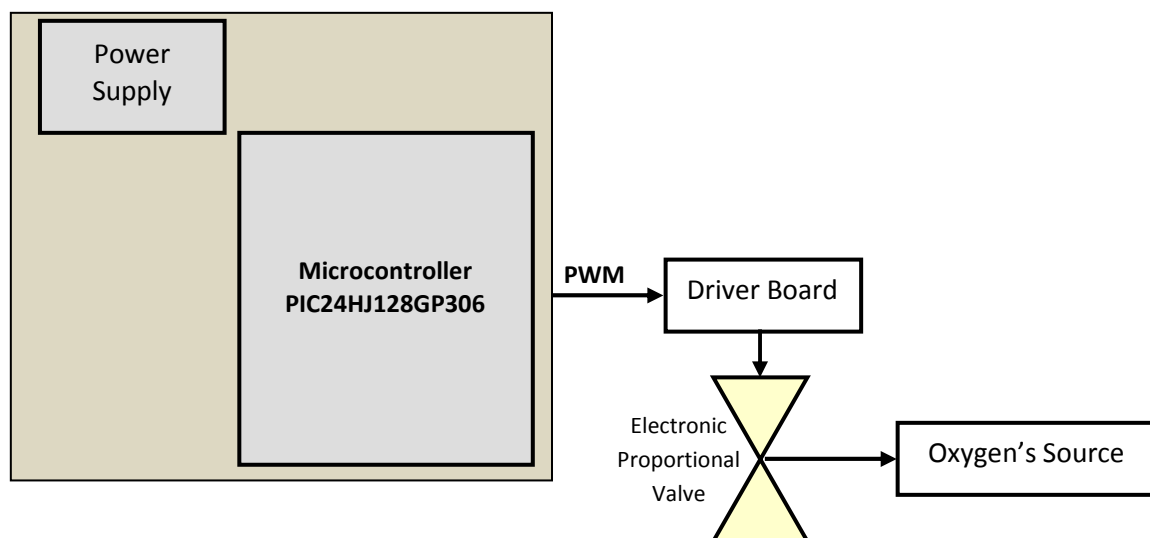 Power
Supply
Microcontroller
PIC24HJ128GP306
PWM
Driver Board
Electronic
Proportional
Valve
Oxygen’s Source